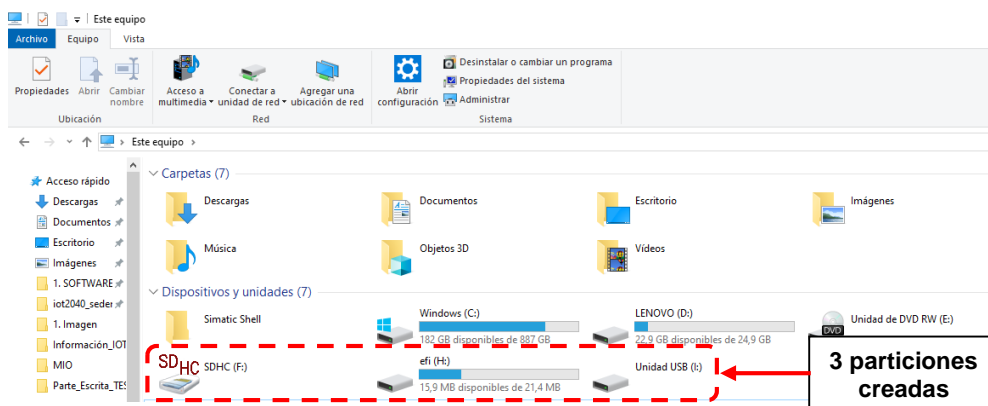 Este equipo
Archivo Equipo Vista
Propiedades Abrir Cambiar nombre
Acceso a multimedia Conectar a unidad de red Agregar una ubicación de red
Abrir configuración
Desinstalar o cambiar un programa
Propiedades del sistema
Administrar
Ubicación Red Sistema
Este equipo
Acceso rápido
Descargas
Documentos
Escritorio
Imágenes
1. SOFTWARE
iot2040_seder
1. Imagen
Información_IOT
MIO
Parte_Escrita_TES
Carpetas (7)
Descargas Documentos Escritorio Imágenes
Música Objetos 3D Vídeos
Dispositivos y unidades (7)
Simatic Shell
Windows (C:)
182 GB disponibles de 887 GB
LENOVO (D:)
22,9 GB disponibles de 24,9 GB
DVD
Unidad de DVD RW (E:)
SDHC
SDHC (F:)
efi (H:)
15,9 MB disponibles de 21,4 MB
Unidad USB (I:)
3 particiones
creadas